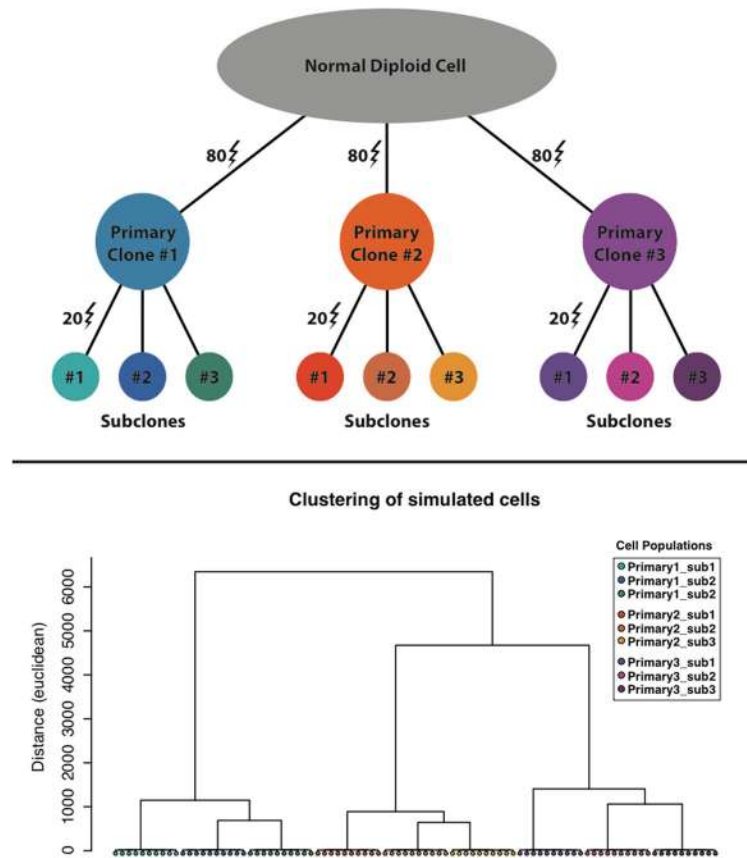 Normal Diploid Cell
80
80
80
Primary
Clone #1
Primary
Clone #2
Primary
Clone #3
20
20
20
#1
#2
#3
#1
#2
#3
#1
#2
#3
Subclones
Subclones
Subclones
Clustering of simulated cells
Distance (euclidean)
6000
5000
4000
3000
2000
1000
0
Cell Populations
Primary1_sub1
Primary1_sub2
Primary1_sub2
Primary2_sub1
Primary2_sub2
Primary2_sub3
Primary3_sub1
Primary3_sub2
Primary3_sub3